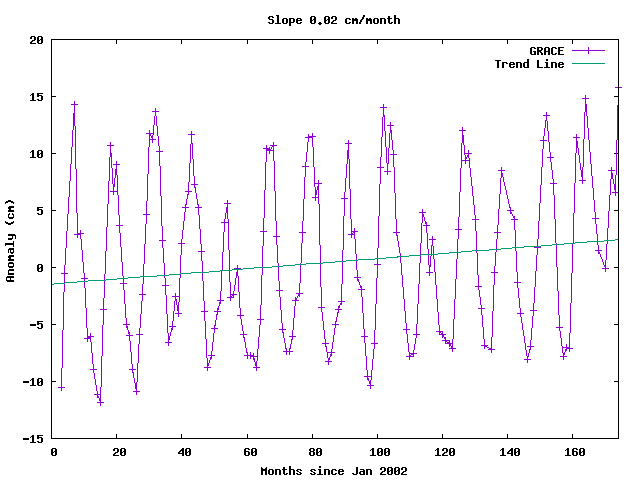 Slope 0.02 cm/month
GRACE
Trend Line
20
15
10
5
0
-5
-10
-15
Anomaly (cm)
0 20 40 60 80 100 120 140 160
Months since Jan 2002